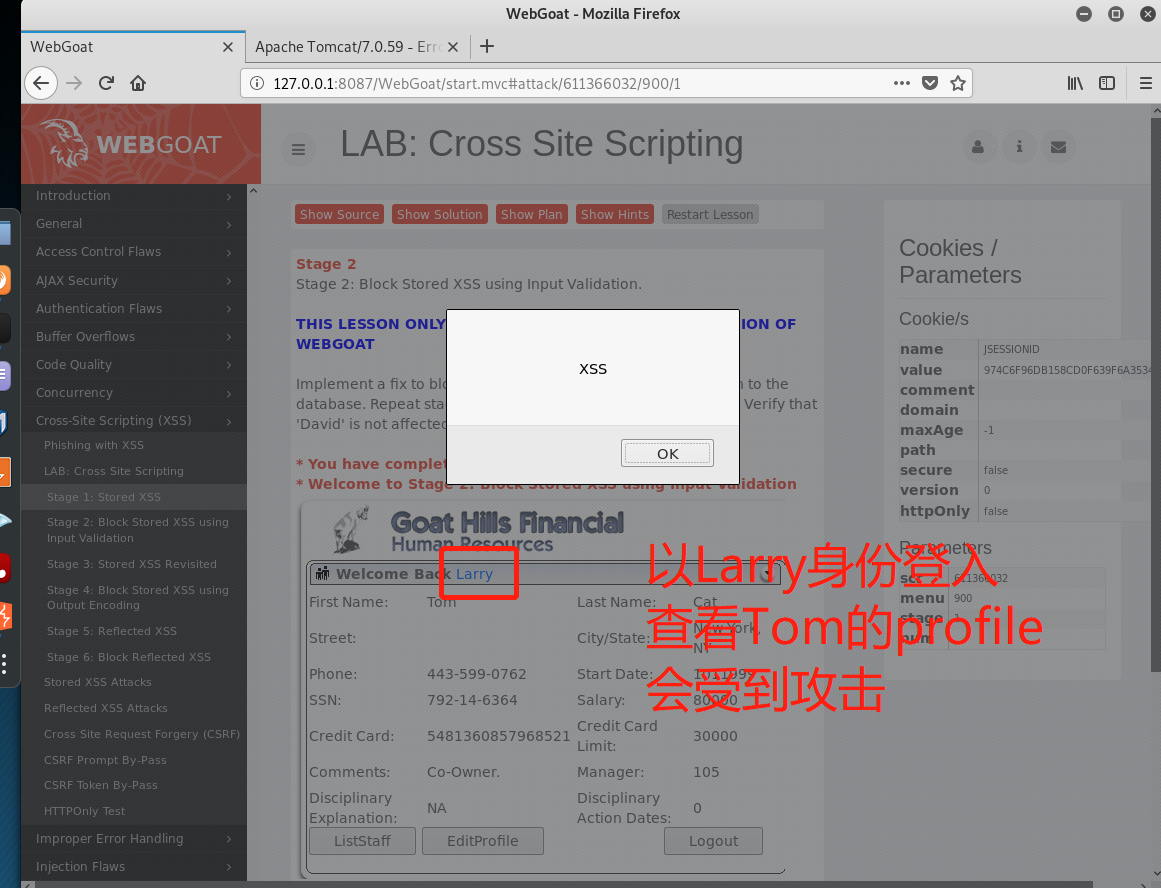 WebGoat - Mozilla Firefox
WebGoat
Apache Tomcat/7.0.59 - Err
127.0.0.1:8087/WebGoat/start.mvc#attack/611366032/900/1
WEBGOAT
LAB: Cross Site Scripting
Introduction
General
Access Control Flaws
AJAX Security
Authentication Flaws
Buffer Overflows
Code Quality
Concurrency
Cross-Site Scripting (XSS)
Phishing with XSS
LAB: Cross Site Scripting
Stage 1: Stored XSS
Stage 2: Block Stored XSS using
Input Validation
Stage 3: Stored XSS Revisited
Stage 4: Block Stored XSS using
Output Encoding
Stage 5: Reflected XSS
Stage 6: Block Reflected XSS
Stored XSS Attacks
Reflected XSS Attacks
Cross Site Request Forgery (CSRF)
CSRF Prompt By-Pass
CSRF Token By-Pass
HTTPOnly Test
Improper Error Handling
Injection Flaws
Show Source Show Solution Show Plan Show Hints Restart Lesson
Stage 2
Stage 2: Block Stored XSS using Input Validation.
THIS LESSON ONLY ION OF
WEBGOAT
Implement a fix to blo n to the
database. Repeat sta Verify that
'David' is not affected
* You have complet
* Welcome to Stage 2: Block Stored XSS using Input Validation
XSS
OK
Goat Hills Financial
Human Resources
Welcome Back Larry
First Name: Tom Last Name: Cat
Street: City/State: New York, NY
Phone: 443-599-0762 Start Date: 1011999
SSN: 792-14-6364 Salary: 80000
Credit Card: 5481360857968521 Credit Card Limit: 30000
Comments: Co-Owner. Manager: 105
Disciplinary Explanation: NA Disciplinary Action Dates: 0
ListStaff EditProfile Logout
以Larry身份登入
查看Tom的profile
会受到攻击
Cookies /
Parameters
Cookie/s
name JSESSIONID
value 974C6F96DB158CD0F639F6A3534
comment
domain
maxAge -1
path
secure false
version 0
httpOnly false
Parameters
scr 611366032
menu 900
stage 1
num